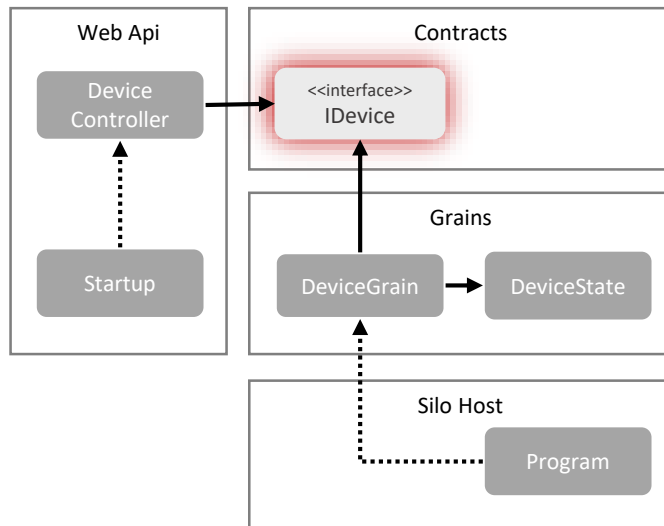 Web Api
Device
Controller
Startup
Contracts
<<interface>>
IDevice
Grains
DeviceGrain
DeviceState
Silo Host
Program